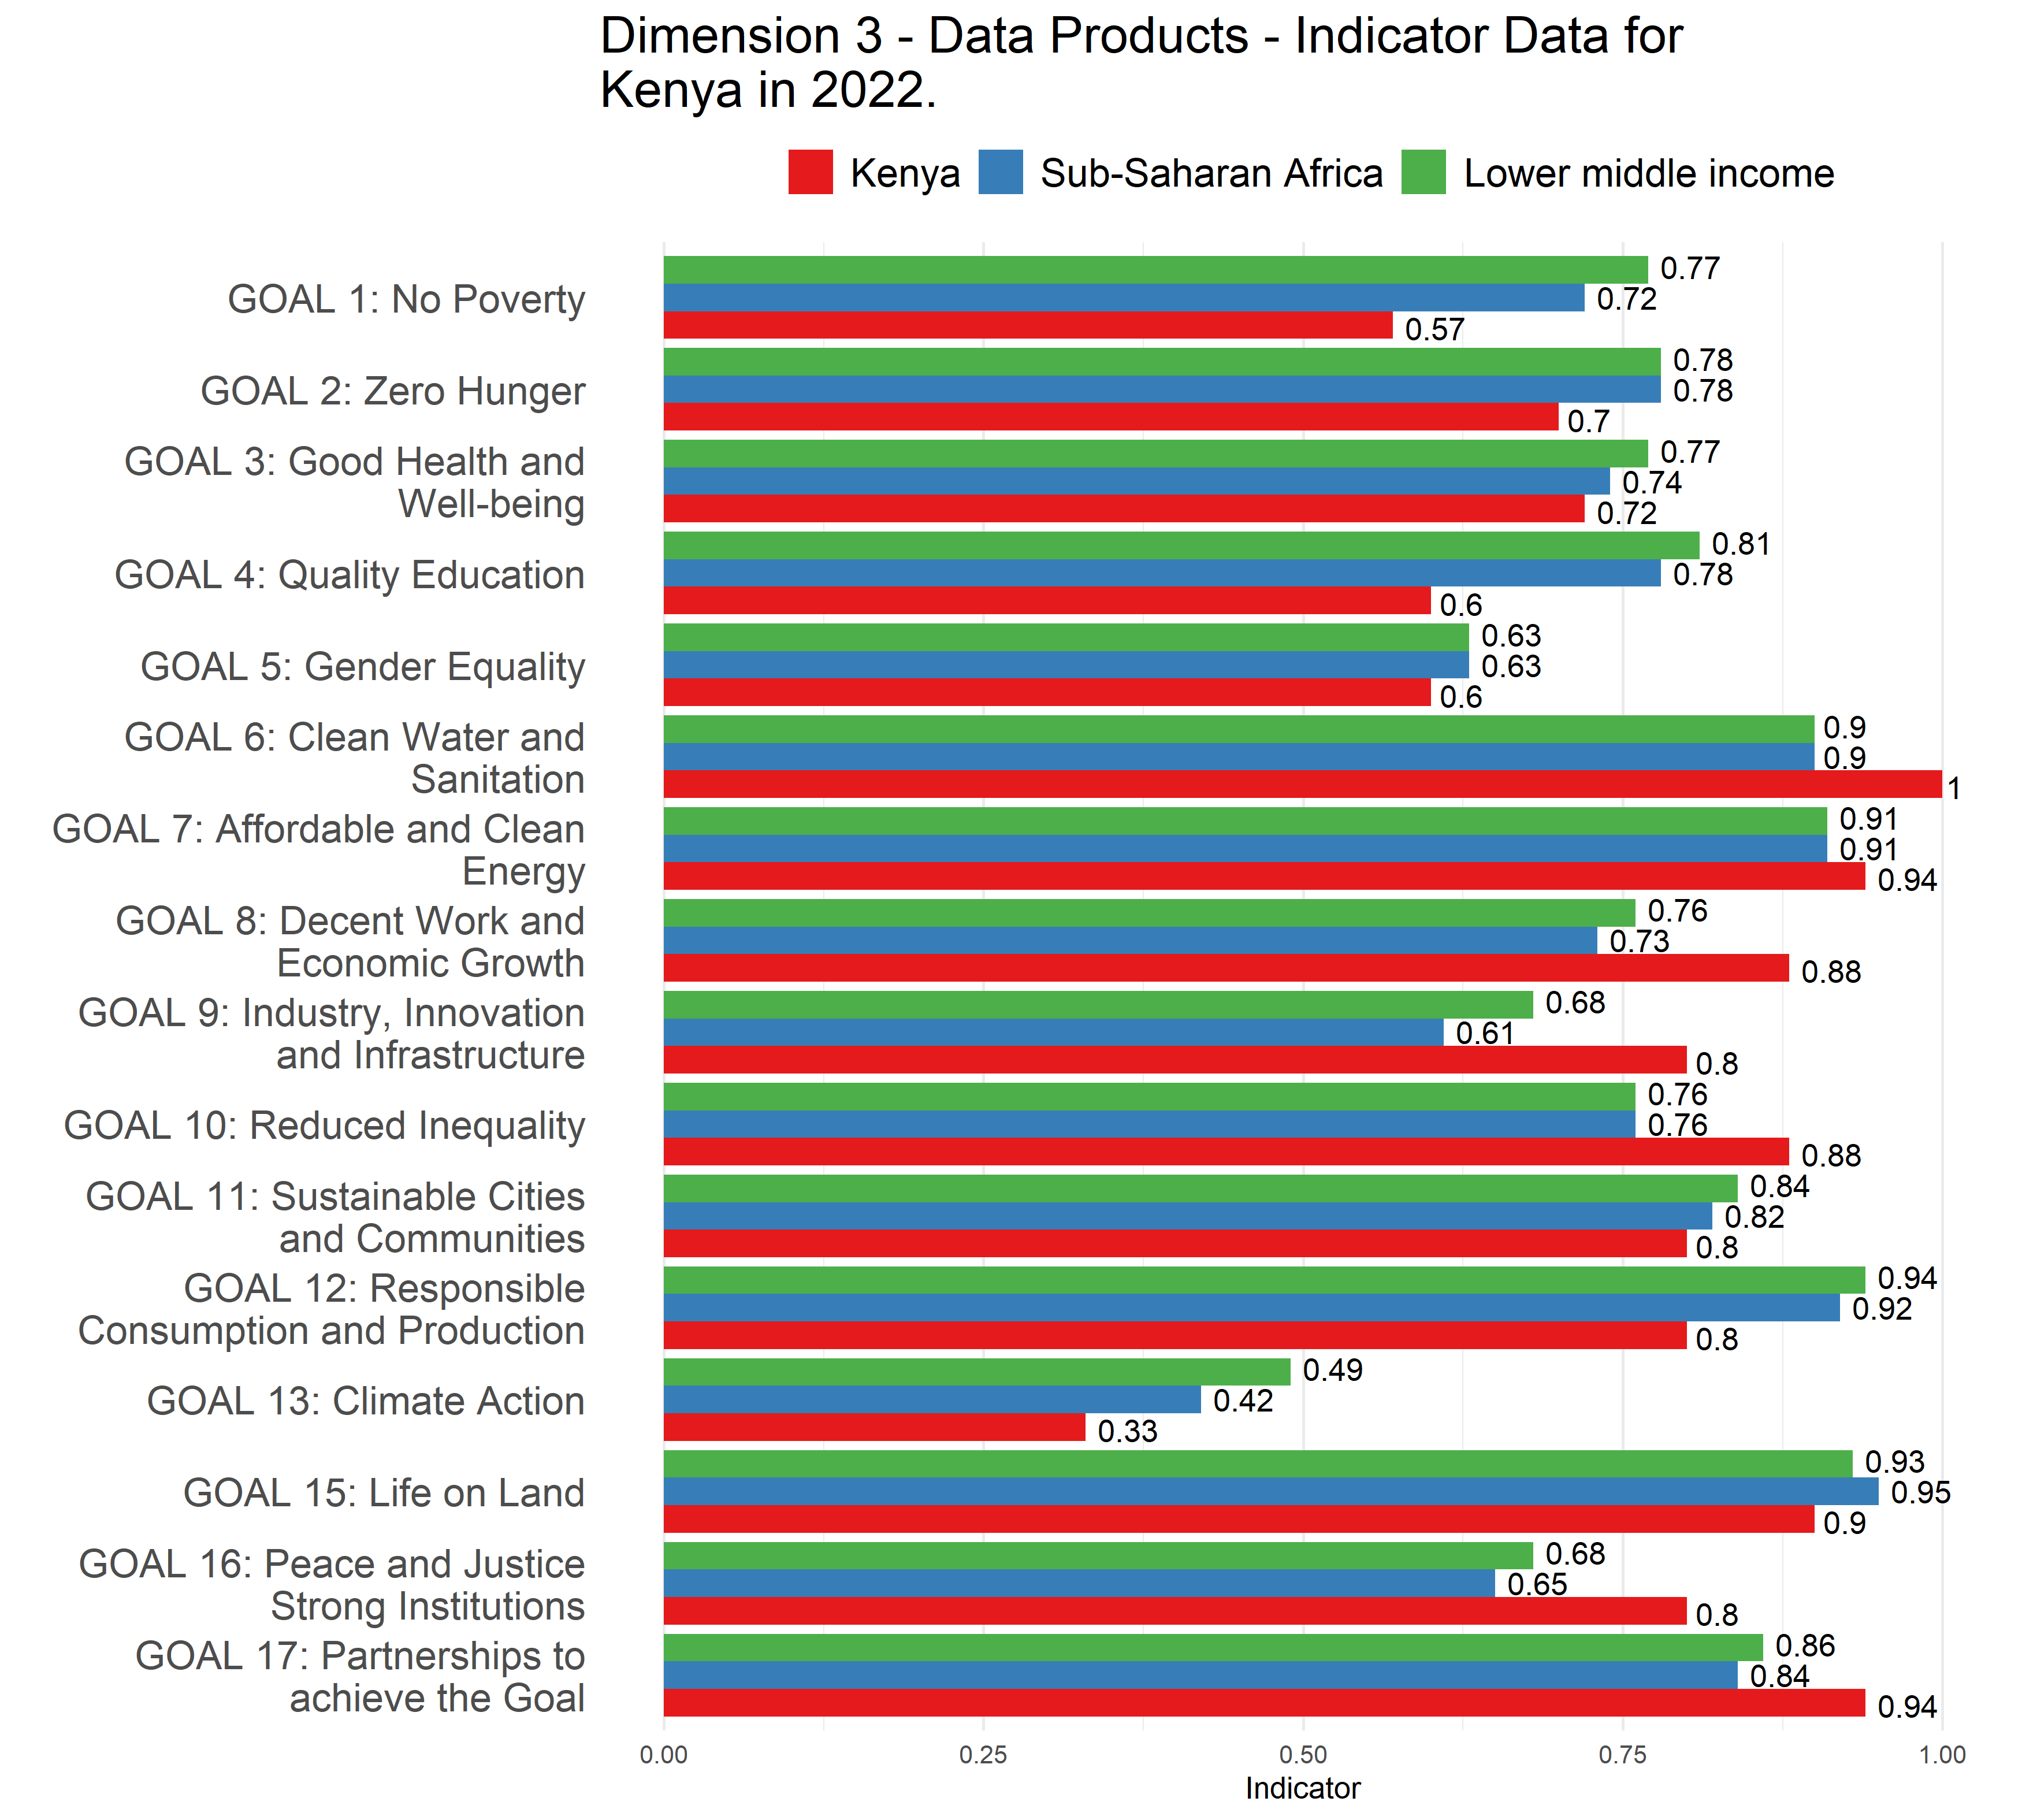 Dimension 3 - Data Products - Indicator Data for
Kenya in 2022.
Kenya Sub-Saharan Africa Lower middle income
GOAL 1: No Poverty
0.77
0.72
0.57
GOAL 2: Zero Hunger
0.78
0.78
0.7
GOAL 3: Good Health and
Well-being
0.77
0.74
0.72
GOAL 4: Quality Education
0.81
0.78
0.6
GOAL 5: Gender Equality
0.63
0.63
0.6
GOAL 6: Clean Water and
Sanitation
0.9
0.9
1
GOAL 7: Affordable and Clean
Energy
0.91
0.91
0.94
GOAL 8: Decent Work and
Economic Growth
0.76
0.73
0.88
GOAL 9: Industry, Innovation
and Infrastructure
0.68
0.61
0.8
GOAL 10: Reduced Inequality
0.76
0.76
0.88
GOAL 11: Sustainable Cities
and Communities
0.84
0.82
0.8
GOAL 12: Responsible
Consumption and Production
0.94
0.92
0.8
GOAL 13: Climate Action
0.49
0.42
0.33
GOAL 15: Life on Land
0.93
0.95
0.9
GOAL 16: Peace and Justice
Strong Institutions
0.68
0.65
0.8
GOAL 17: Partnerships to
achieve the Goal
0.86
0.84
0.94
0.00 0.25 0.50 0.75 1.00
Indicator